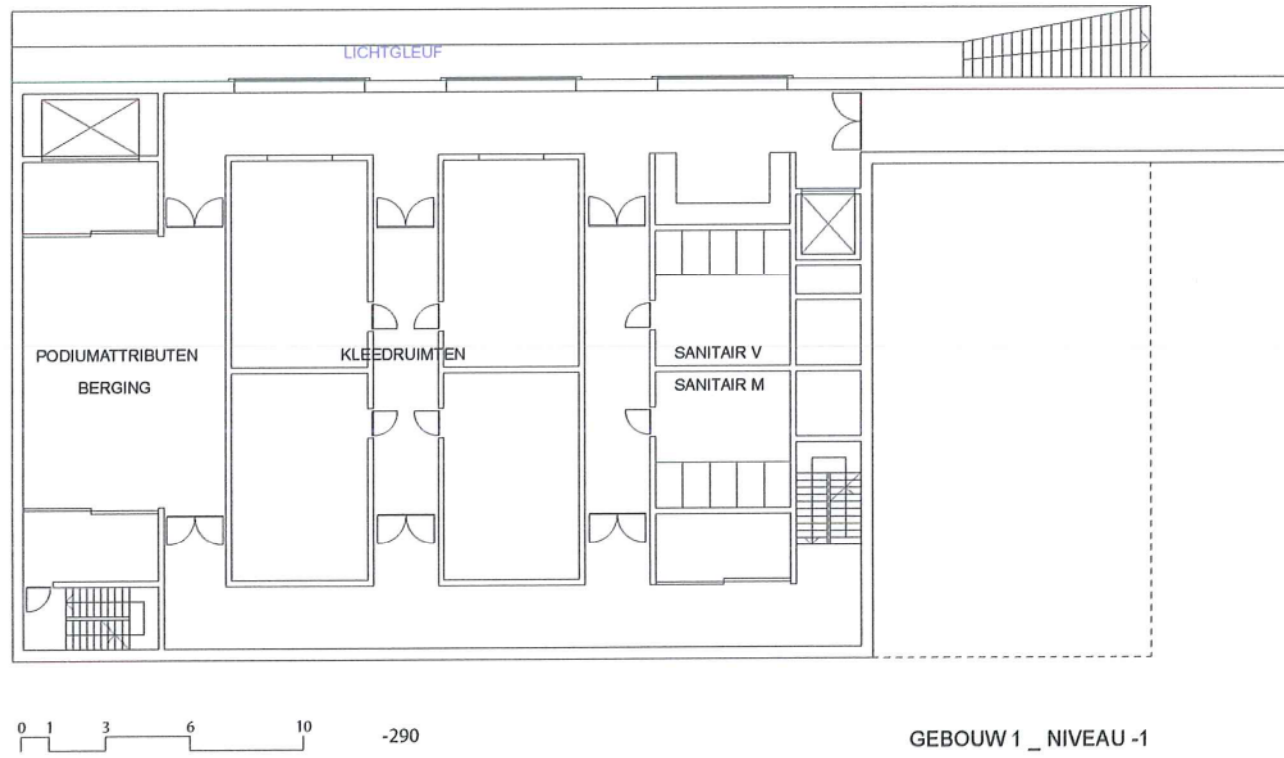 LICHTGLEUF
PODIUMATTRIBUTEN
BERGING
KLEEDRUIMTEN
SANITAIR V
SANITAIR M
0 1 3 6 10
-290
GEBOUW 1 _ NIVEAU -1